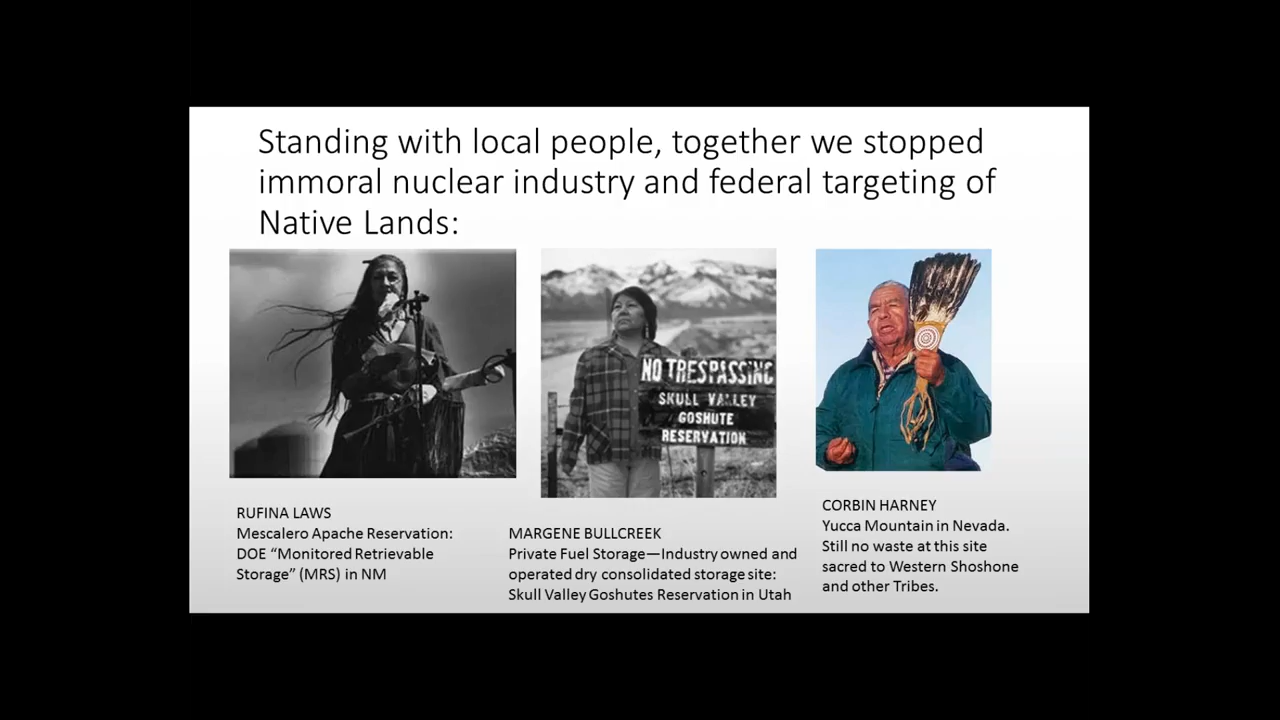 Standing with local people, together we stopped
immoral nuclear industry and federal targeting of
Native Lands:
NO TRESPASSING
SKULL VALLEY
GOSHUTE
RESERVATION
RUFINA LAWS
Mescalero Apache Reservation:
DOE “Monitored Retrievable
Storage” (MRS) in NM
MARGENE BULLCREEK
Private Fuel Storage—Industry owned and
operated dry consolidated storage site:
Skull Valley Goshutes Reservation in Utah
CORBIN HARNEY
Yucca Mountain in Nevada.
Still no waste at this site
sacred to Western Shoshone
and other Tribes.